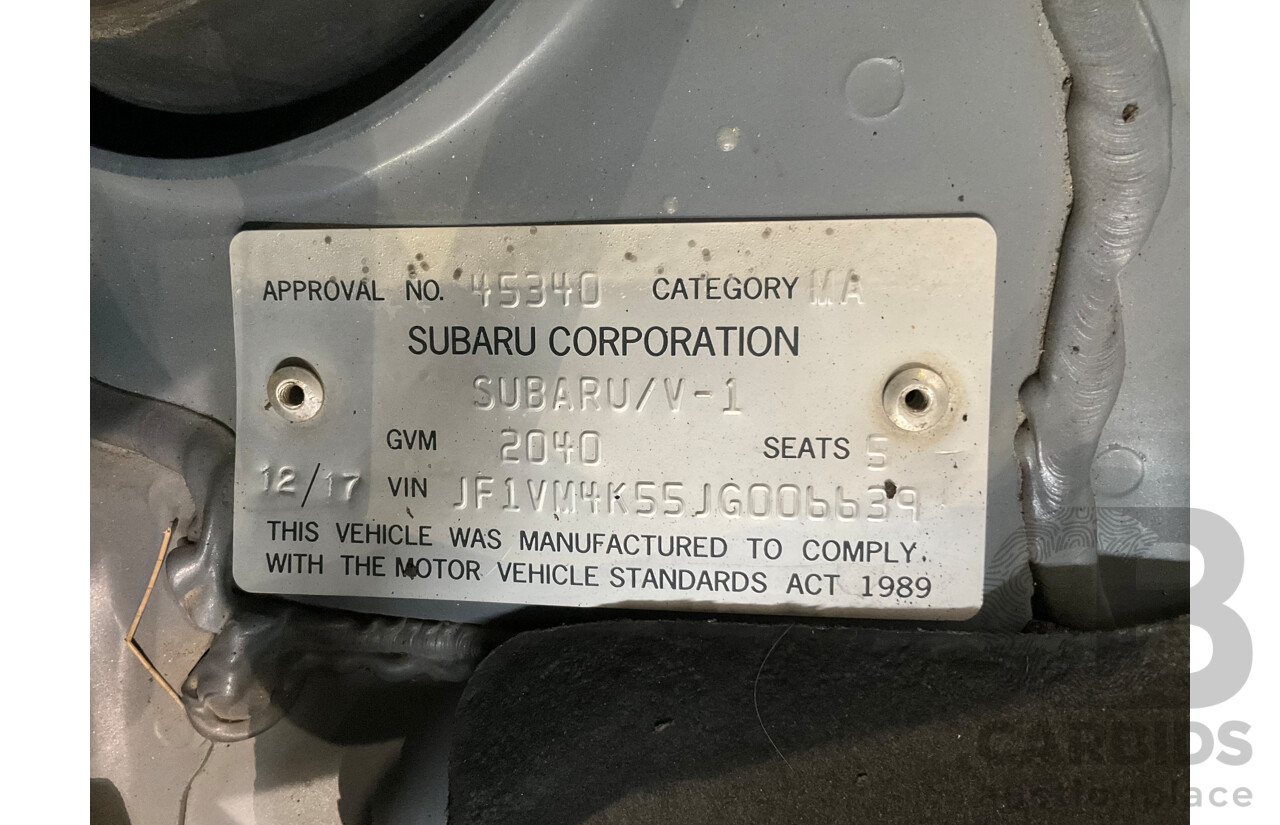 APPROVAL NO. 45340 CATEGORY MA
SUBARU CORPORATION
SUBARU/V-1
GVM 2040 SEATS 5
12/17 VIN JF1VM4K55JG006639
THIS VEHICLE WAS MANUFACTURED TO COMPLY.
WITH THE MOTOR VEHICLE STANDARDS ACT 1989
B
CARBIDS
auctionplace